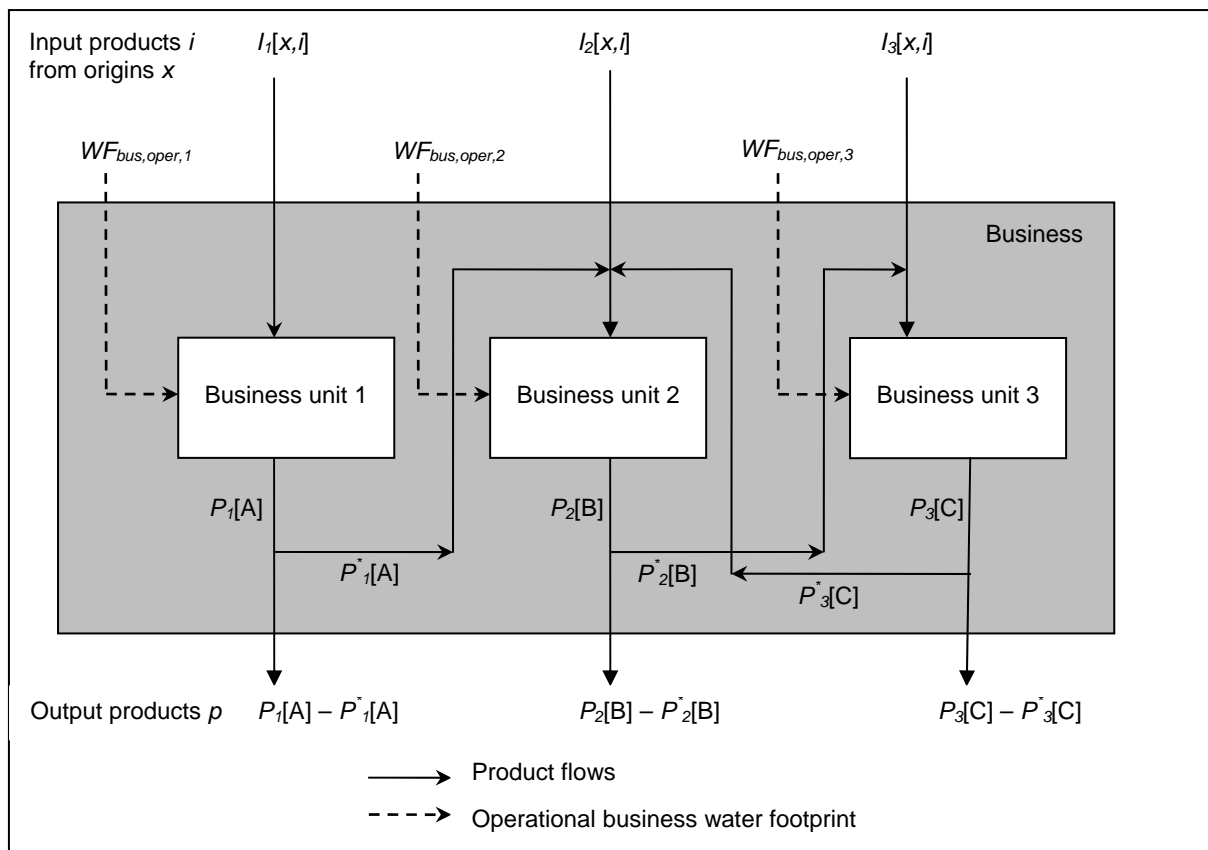 Input products i
from origins x
I1[x,i]
I2[x,i]
I3[x,i]
WFbus,oper,1
WFbus,oper,2
WFbus,oper,3
Business
Business unit 1
Business unit 2
Business unit 3
P1[A]
P2[B]
P3[C]
P*1[A]
P*2[B]
P*3[C]
Output products p
P1[A] – P*1[A]
P2[B] – P*2[B]
P3[C] – P*3[C]
Product flows
Operational business water footprint